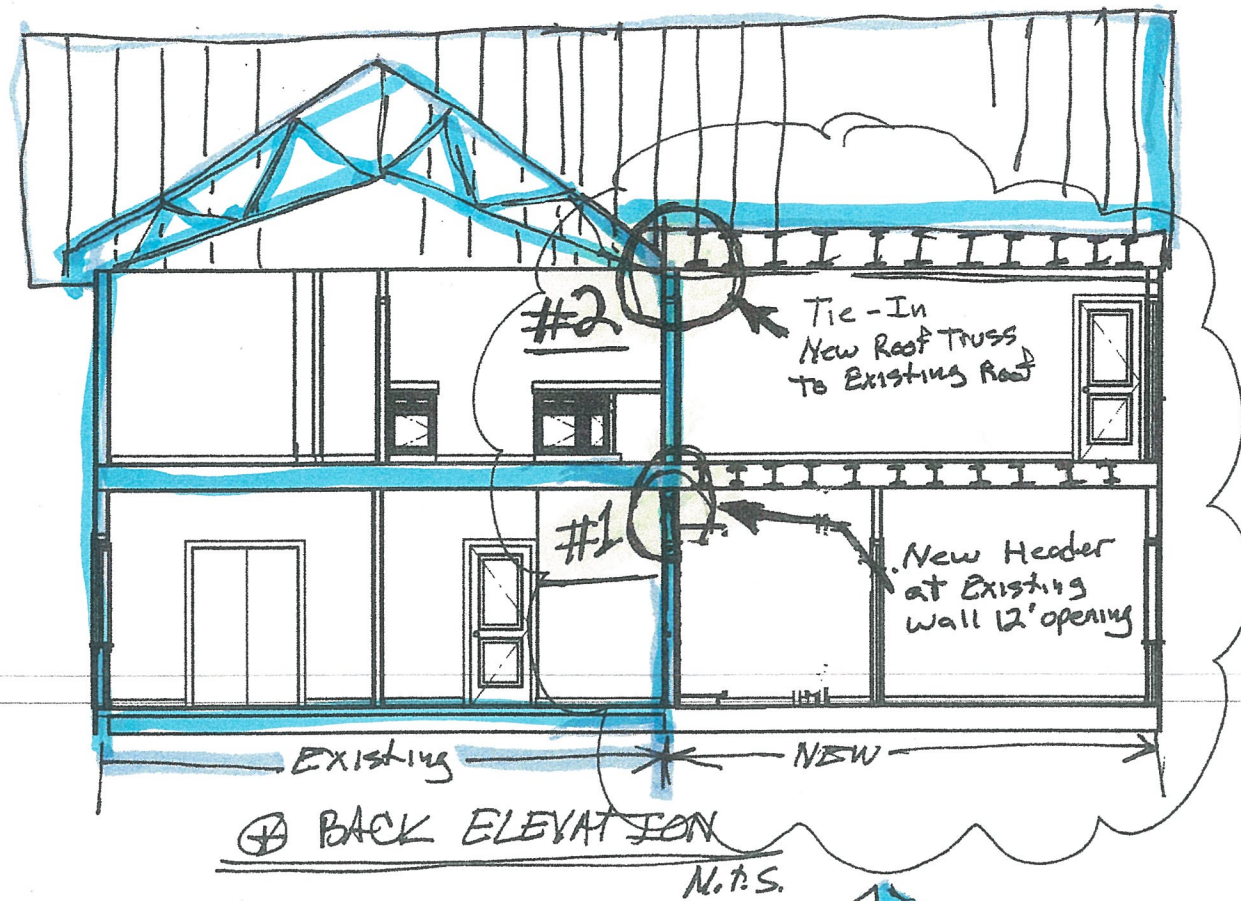 #2
Tie-In
New Roof Truss
To Existing Roof
#1
New Header
at Existing
wall 12' opening
Existing
NEW
BACK ELEVATION
N.T.S.